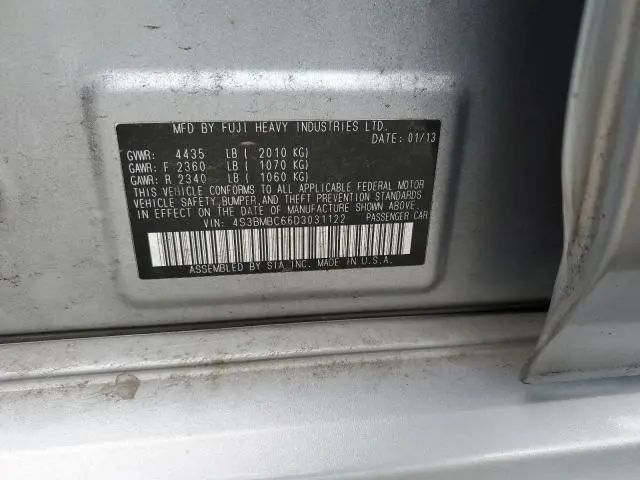 MFD BY FUJI HEAVY INDUSTRIES LTD.
DATE: 01/13
GVWR: 4435 LB ( 2010 KG)
GAWR: F 2360 LB ( 1070 KG)
GAWR: R 2340 LB ( 1060 KG)
THIS VEHICLE CONFORMS TO ALL APPLICABLE FEDERAL MOTOR
VEHICLE SAFETY, BUMPER, AND THEFT PREVENTION STANDARDS
IN EFFECT ON THE DATE OF MANUFACTURE SHOWN ABOVE.
VIN: 4S3BMBC66D3031122 PASSENGER CAR
ASSEMBLED BY SIA, INC. MADE IN U.S.A.